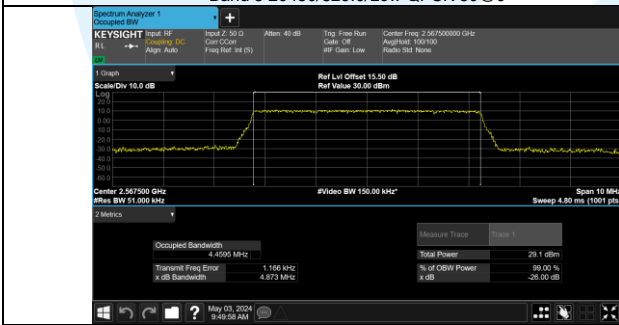 Spectrum Analyzer 1
Occupied BW
+
KEYSIGHT Input: RF Input Z: 50 Ω Atten: 40 dB Trig: Free Run Center Freq: 2.567500000 GHz
R L Coupling: DC Corr CCorr Gate: Off Avg|Hold: 100/100
Align: Auto Freq Ref: Int (S) #IF Gain: Low Radio Std: None
1 Graph
Ref Lvl Offset 15.50 dB
Scale/Div 10.0 dB Ref Value 30.00 dBm
Log
20.0
10.0
0.00
-10.0
-20.0
-30.0
-40.0
-50.0
-60.0
Center 2.567500 GHz #Video BW 150.00 kHz* Span 10 MHz
#Res BW 51.000 kHz Sweep 4.80 ms (1001 pts)
2 Metrics
Measure Trace Trace 1
Occupied Bandwidth
4.4595 MHz Total Power 29.1 dBm
Transmit Freq Error 1.166 kHz % of OBW Power 99.00 %
x dB Bandwidth 4.873 MHz x dB -26.00 dB
May 03, 2024
9:49:58 AM